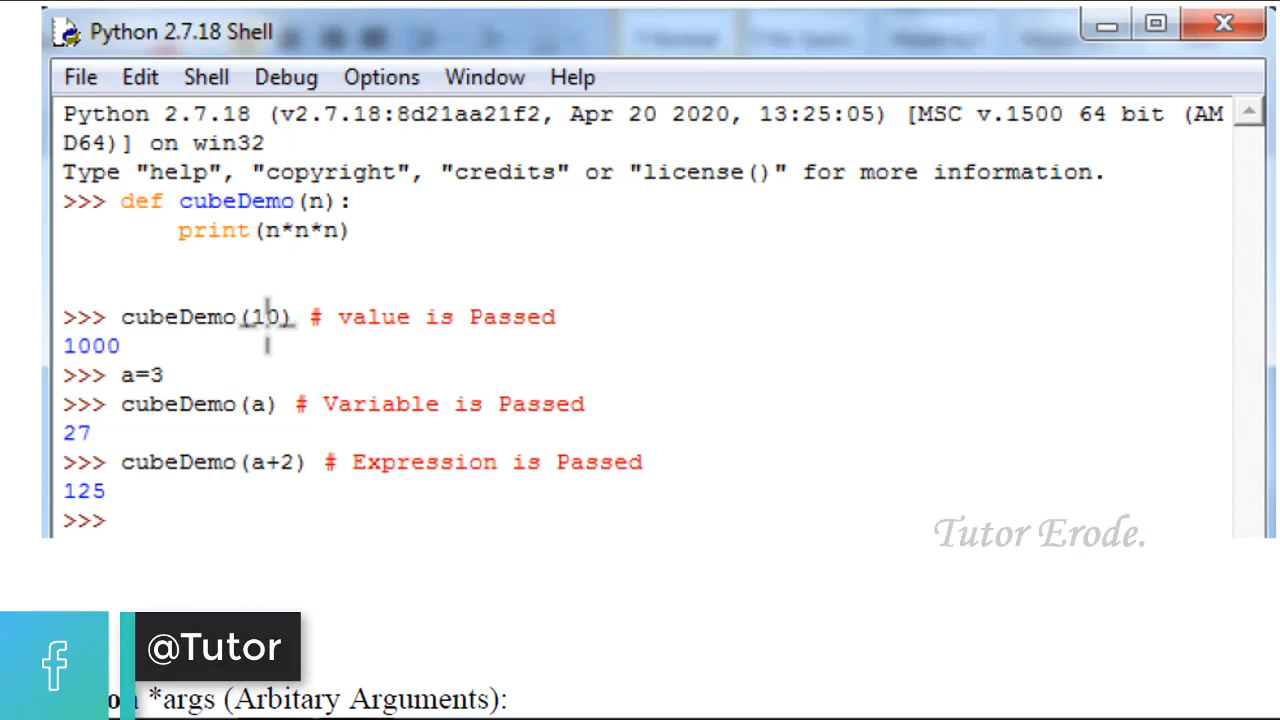 Python 2.7.18 Shell
File Edit Shell Debug Options Window Help
Python 2.7.18 (v2.7.18:8d21aa21f2, Apr 20 2020, 13:25:05) [MSC v.1500 64 bit (AM
D64)] on win32
Type "help", "copyright", "credits" or "license()" for more information.
>>> def cubeDemo(n):
print(n*n*n)
>>> cubeDemo(10) # value is Passed
1000
>>> a=3
>>> cubeDemo(a) # Variable is Passed
27
>>> cubeDemo(a+2) # Expression is Passed
125
>>>
Tutor Erode.
@Tutor
*args (Arbitary Arguments):